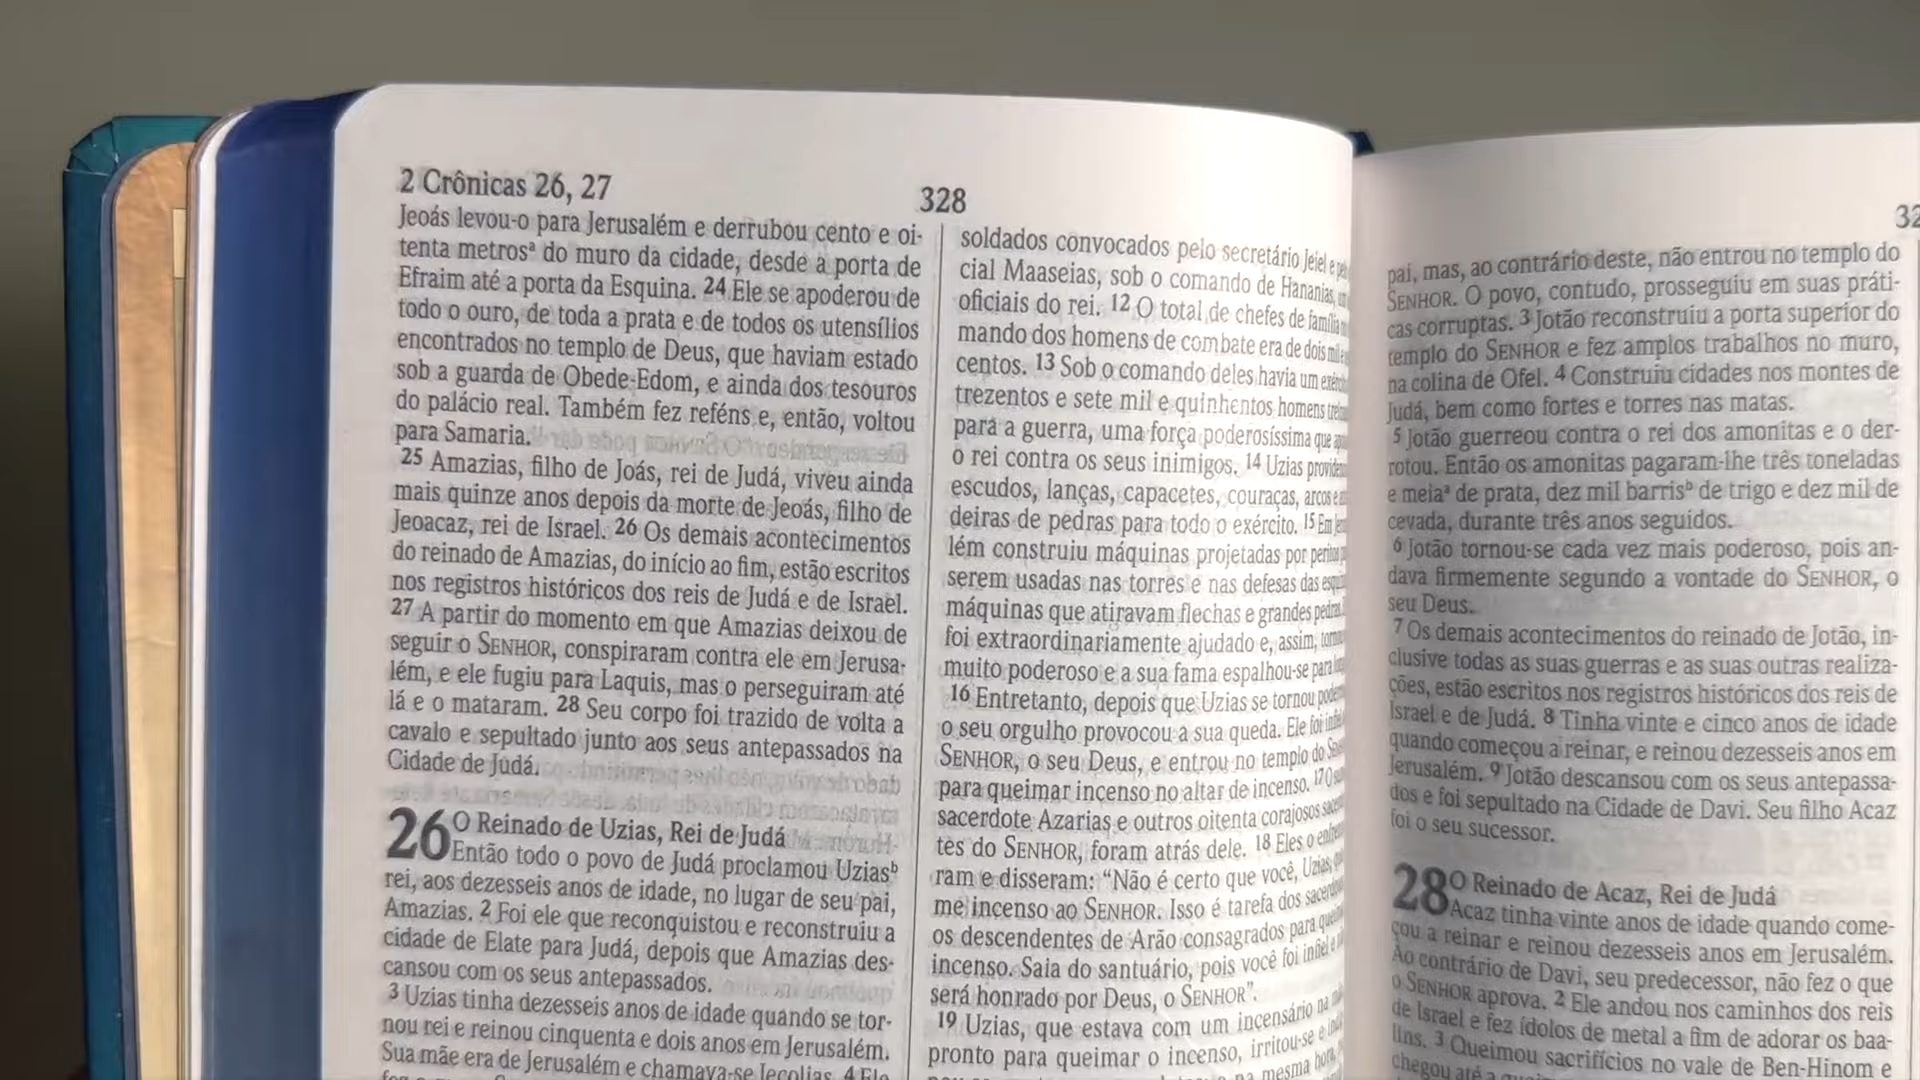 2 Crônicas 26, 27
328
Jeoás levou-o para Jerusalém e derrubou cento e oi-
tenta metrosª do muro da cidade, desde a porta de
Efraim até a porta da Esquina. 24 Ele se apoderou de
todo o ouro, de toda a prata e de todos os utensílios
encontrados no templo de Deus, que haviam estado
sob a guarda de Obede-Edom, e ainda dos tesouros
do palácio real. Também fez reféns e, então, voltou
para Samaria.
25 Amazias, filho de Joás, rei de Judá, viveu ainda
mais quinze anos depois da morte de Jeoás, filho de
Jeoacaz, rei de Israel. 26 Os demais acontecimentos
do reinado de Amazias, do início ao fim, estão escritos
nos registros históricos dos reis de Judá e de Israel.
27 A partir do momento em que Amazias deixou de
seguir o SENHOR, conspiraram contra ele em Jerusa-
lém, e ele fugiu para Laquis, mas o perseguiram até
lá e o mataram. 28 Seu corpo foi trazido de volta a
cavalo e sepultado junto aos seus antepassados na
Cidade de Judá.
26 O Reinado de Uzias, Rei de Judá
Então todo o povo de Judá proclamou Uziasᵇ
rei, aos dezesseis anos de idade, no lugar de seu pai,
Amazias. 2 Foi ele que reconquistou e reconstruiu a
cidade de Elate para Judá, depois que Amazias des-
cansou com os seus antepassados.
3 Uzias tinha dezesseis anos de idade quando se tor-
nou rei e reinou cinquenta e dois anos em Jerusalém.
Sua mãe era de Jerusalém e chamava-se Jecolias. 4 Ele
soldados convocados pelo secretário Jeiel e
cial Maaseias, sob o comando de Hananias,
oficiais do rei. 12 O total de chefes de família
mando dos homens de combate era de dois mil e
centos. 13 Sob o comando deles havia um
trezentos e sete mil e quinhentos homens
para a guerra, uma força poderosíssima que
o rei contra os seus inimigos. 14 Uzias
escudos, lanças, capacetes, couraças, arcos e
deiras de pedras para todo o exército. 15 Em
lém construiu máquinas projetadas por peritos
serem usadas nas torres e nas defesas das
máquinas que atiravam flechas e grandes pedras.
foi extraordinariamente ajudado e, assim,
muito poderoso e a sua fama espalhou-se para
16 Entretanto, depois que Uzias se tornou
o seu orgulho provocou a sua queda. Ele foi
SENHOR, o seu Deus, e entrou no templo do
para queimar incenso no altar de incenso. 17 O
sacerdote Azarias e outros oitenta corajosos
tes do SENHOR, foram atrás dele. 18 Eles o
ram e disseram: “Não é certo que você, Uzias,
me incenso ao SENHOR. Isso é tarefa dos
os descendentes de Arão consagrados para
incenso. Saia do santuário, pois você foi infiel e
será honrado por Deus, o SENHOR”.
19 Uzias, que estava com um incensário na
pronto para queimar o incenso, irritou-se e
na mesma hora,
pai, mas, ao contrário deste, não entrou no templo do
SENHOR. O povo, contudo, prosseguiu em suas práti-
cas corruptas. 3 Jotão reconstruiu a porta superior do
templo do SENHOR e fez amplos trabalhos no muro,
na colina de Ofel. 4 Construiu cidades nos montes de
Judá, bem como fortes e torres nas matas.
5 Jotão guerreou contra o rei dos amonitas e o der-
rotou. Então os amonitas pagaram-lhe três toneladas
e meiaª de prata, dez mil barrisᵇ de trigo e dez mil de
cevada, durante três anos seguidos.
6 Jotão tornou-se cada vez mais poderoso, pois an-
dava firmemente segundo a vontade do SENHOR, o
seu Deus.
7 Os demais acontecimentos do reinado de Jotão, in-
clusive todas as suas guerras e as suas outras realiza-
ções, estão escritos nos registros históricos dos reis de
Israel e de Judá. 8 Tinha vinte e cinco anos de idade
quando começou a reinar, e reinou dezesseis anos em
Jerusalém. 9 Jotão descansou com os seus antepassa-
dos e foi sepultado na Cidade de Davi. Seu filho Acaz
foi o seu sucessor.
28 O Reinado de Acaz, Rei de Judá
Acaz tinha vinte anos de idade quando come-
çou a reinar e reinou dezesseis anos em Jerusalém.
Ao contrário de Davi, seu predecessor, não fez o que
o SENHOR aprova. 2 Ele andou nos caminhos dos reis
de Israel e fez ídolos de metal a fim de adorar os baa-
lins. 3 Queimou sacrifícios no vale de Ben-Hinom e
chegou até a